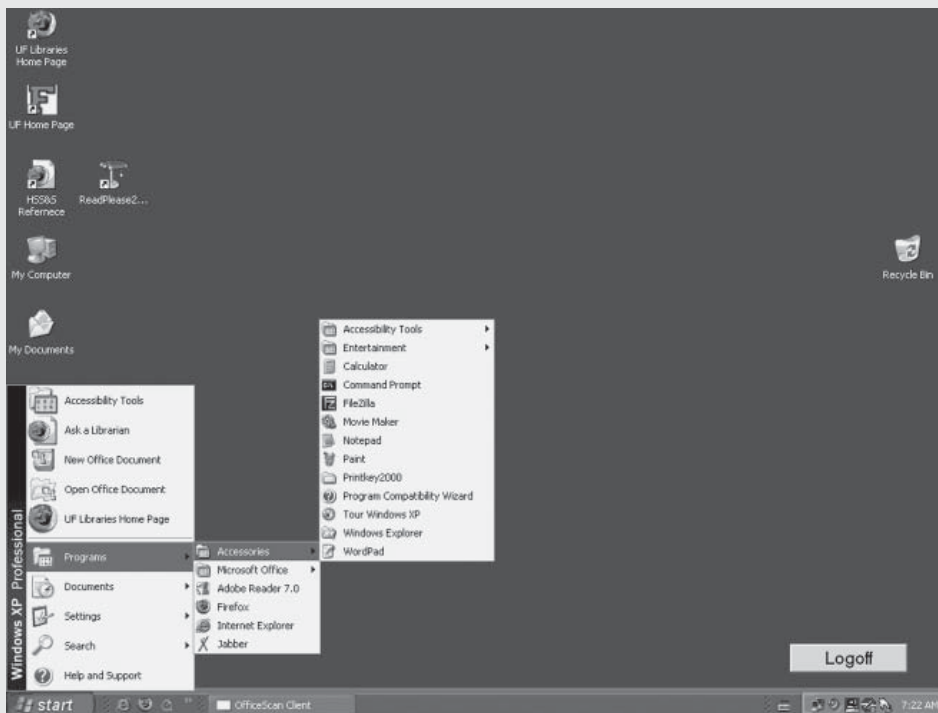 UF Libraries
Home Page
UF Home Page
HSS&S
Refernece
ReadPlease2...
My Computer
My Documents
Recycle Bin
Windows XP Professional
Accessibility Tools
Ask a Librarian
New Office Document
Open Office Document
UF Libraries Home Page
Programs
Documents
Settings
Search
Help and Support
Accessories
Microsoft Office
Adobe Reader 7.0
Firefox
Internet Explorer
Jabber
Accessibility Tools
Entertainment
Calculator
Command Prompt
FileZilla
Movie Maker
Notepad
Paint
Printkey2000
Program Compatibility Wizard
Tour Windows XP
Windows Explorer
WordPad
Logoff
start
OfficeScan Client
7:22 AM